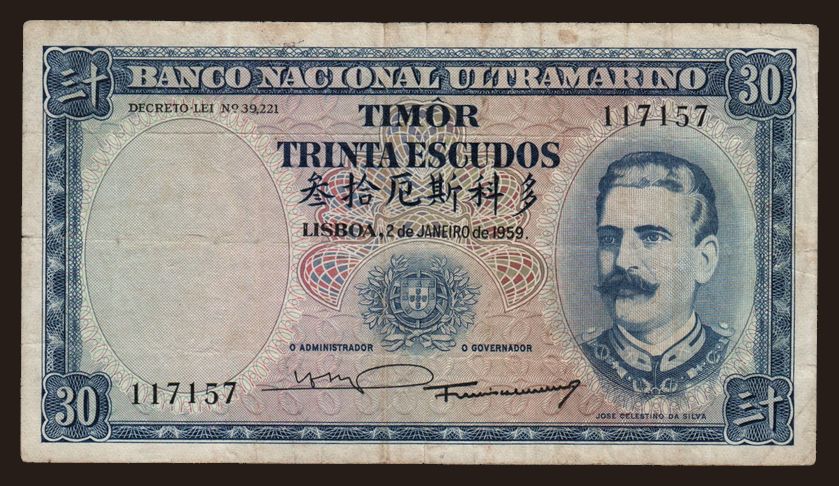 三十 BANCO NACIONAL ULTRAMARINO 30
DECRETO-LEI Nº 39,221
TIMÔR 117157
TRINTA ESCUDOS
叁拾厄斯科多
LISBOA, 2 de JANEIRO de 1959.
O ADMINISTRADOR O GOVERNADOR
117157
30
JOSÉ CELESTINO DA SILVA
三十